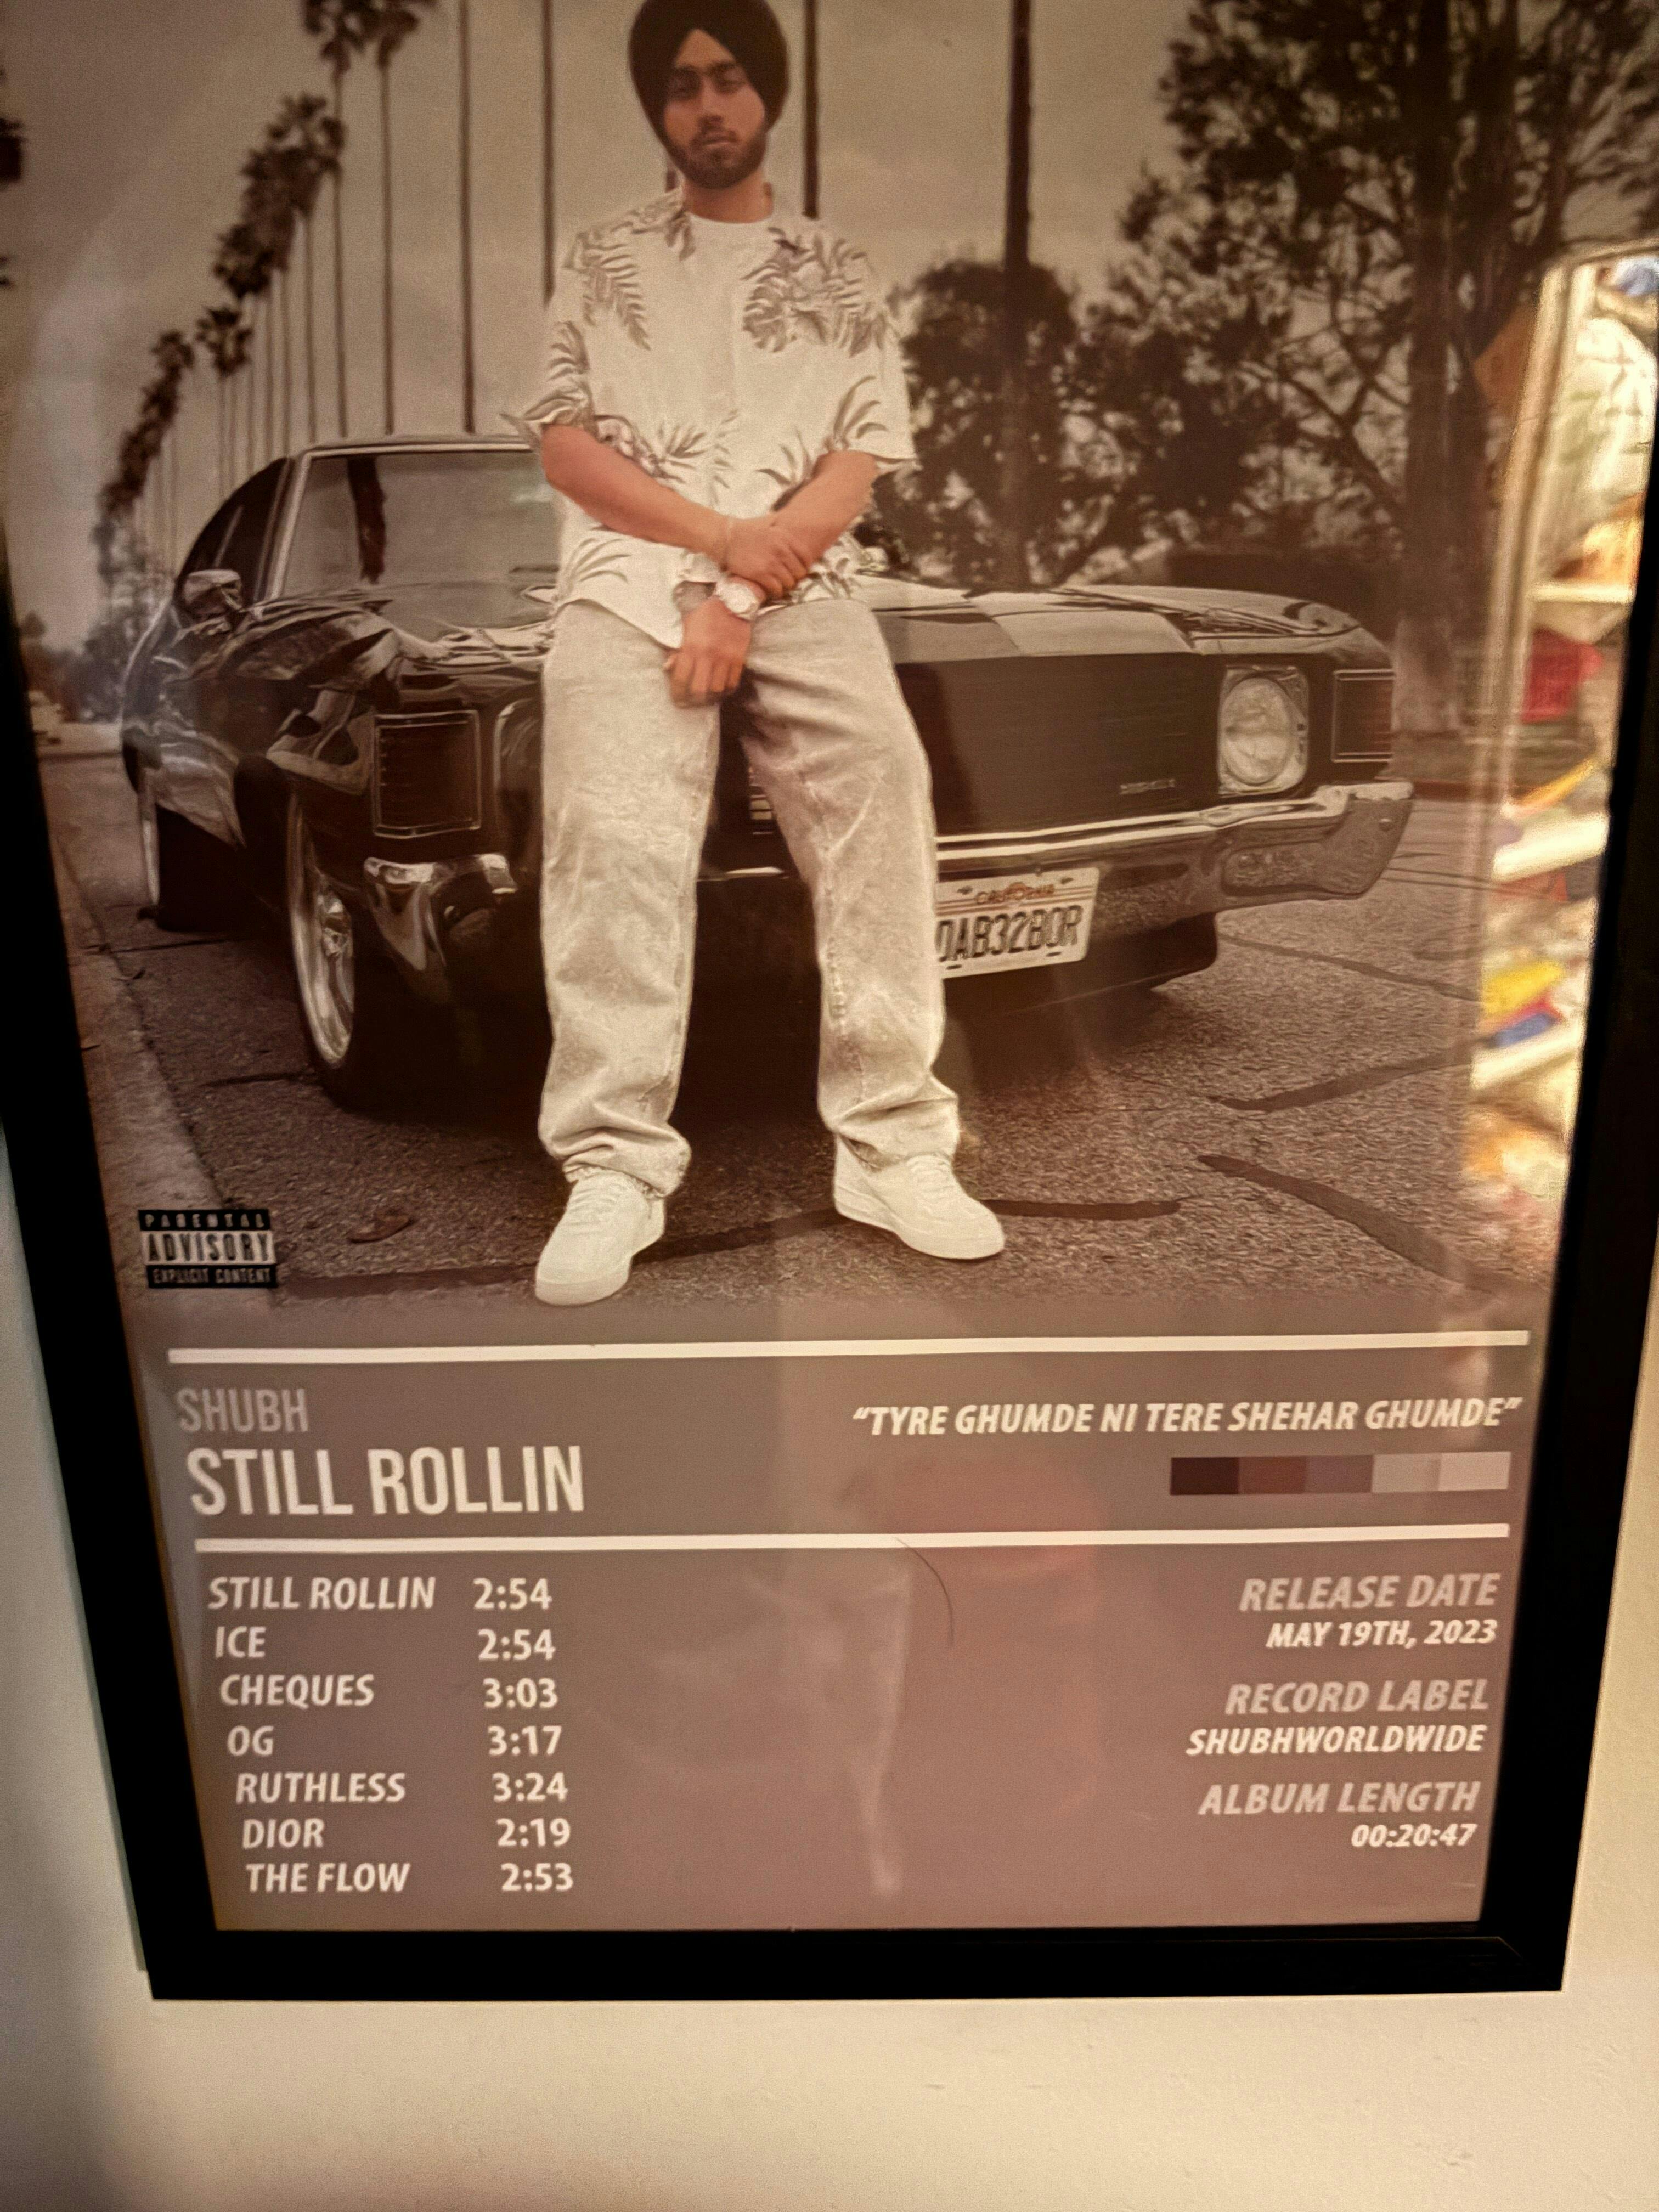 CALIFORNIA
DAB32BOR
PARENTAL
ADVISORY
EXPLICIT CONTENT
SHUBH
STILL ROLLIN
"TYRE GHUMDE NI TERE SHEHAR GHUMDE"
STILL ROLLIN 2:54
ICE 2:54
CHEQUES 3:03
OG 3:17
RUTHLESS 3:24
DIOR 2:19
THE FLOW 2:53
RELEASE DATE
MAY 19TH, 2023
RECORD LABEL
SHUBHWORLDWIDE
ALBUM LENGTH
00:20:47